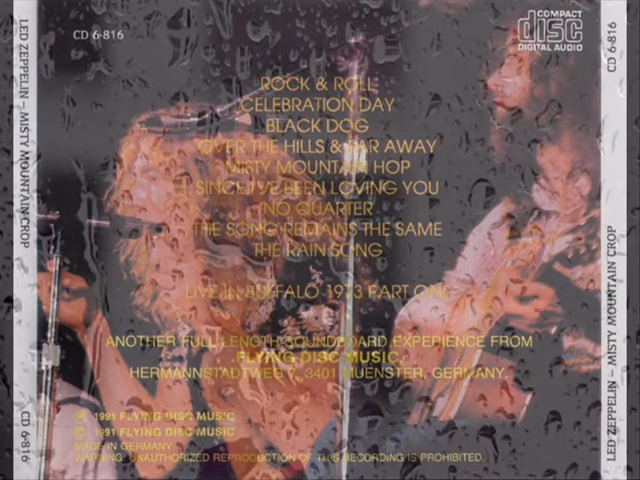 CD 6-816
COMPACT
disc
DIGITAL AUDIO
LED ZEPPELIN – MISTY MOUNTAIN CROP
CD 6-816
ROCK & ROLL
CELEBRATION DAY
BLACK DOG
OVER THE HILLS & FAR AWAY
MISTY MOUNTAIN HOP
SINCE I'VE BEEN LOVING YOU
NO QUARTER
THE SONG REMAINS THE SAME
THE RAIN SONG
LIVE IN BUFFALO 1973 PART ONE
ANOTHER FULL LENGTH SOUNDBOARD EXPERIENCE FROM
FLYING DISC MUSIC
HERMANNSTADTWEG 7, 3401 MUENSTER, GERMANY.
℗ 1991 FLYING DISC MUSIC
© 1991 FLYING DISC MUSIC
MADE IN GERMANY
WARNING: UNAUTHORIZED REPRODUCTION OF THIS RECORDING IS PROHIBITED.
CD 6-816
LED ZEPPELIN – MISTY MOUNTAIN CROP